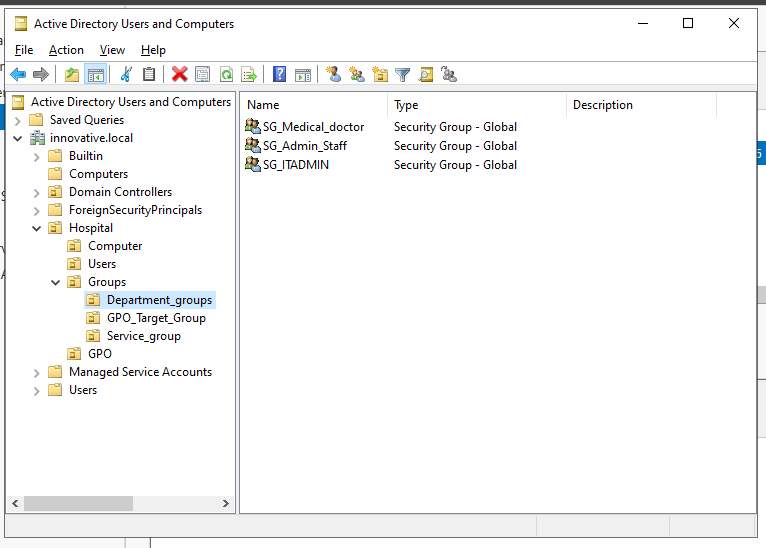 Active Directory Users and Computers
File Action View Help
Active Directory Users and Computers
Saved Queries
innovative.local
Builtin
Computers
Domain Controllers
ForeignSecurityPrincipals
Hospital
Computer
Users
Groups
Department_groups
GPO_Target_Group
Service_group
GPO
Managed Service Accounts
Users
Name Type Description
SG_Medical_doctor Security Group - Global
SG_Admin_Staff Security Group - Global
SG_ITADMIN Security Group - Global